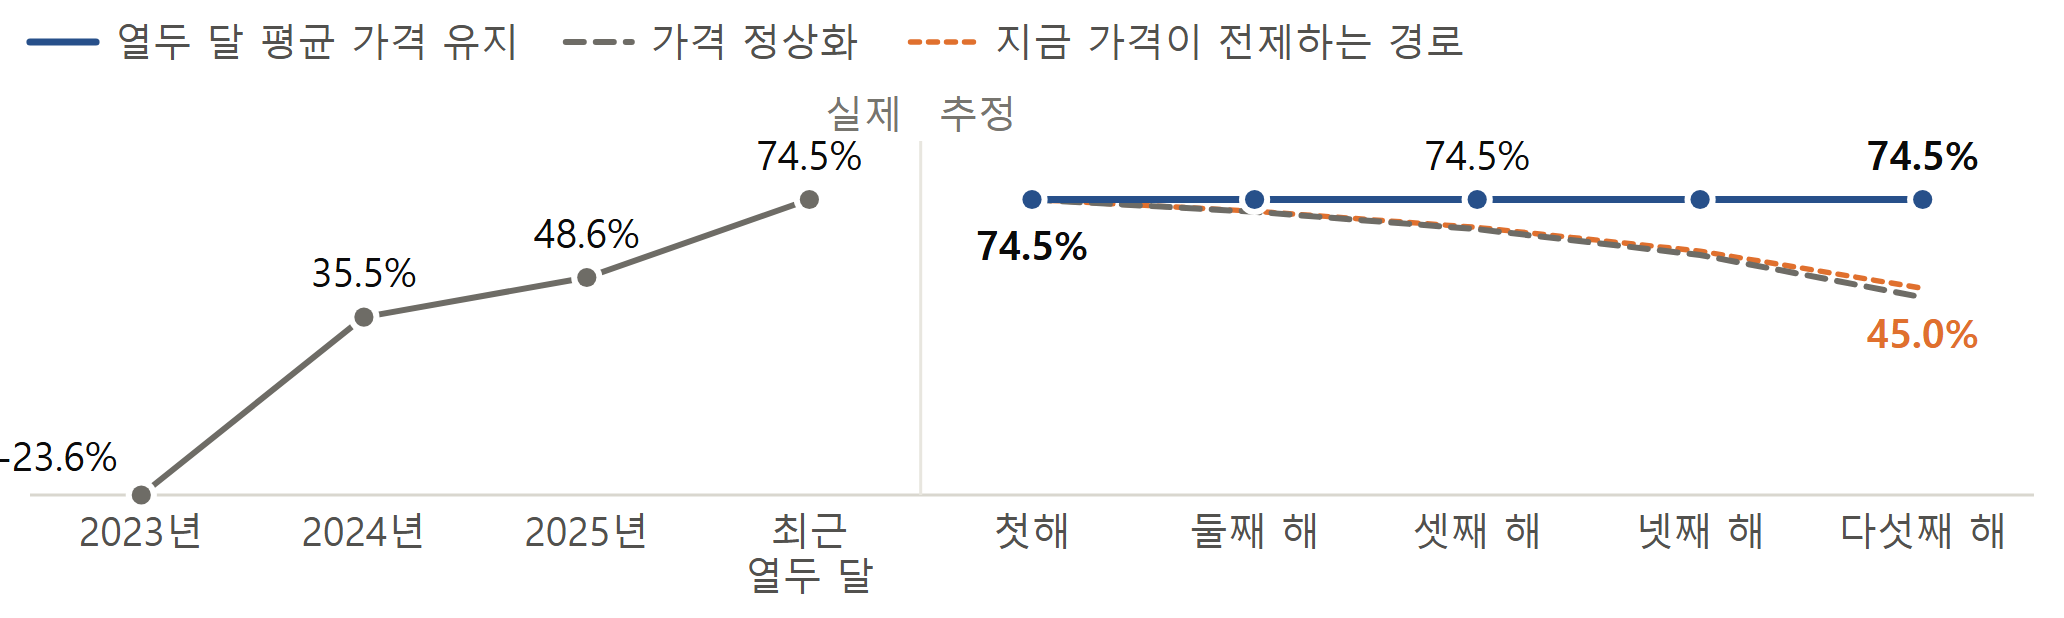 열두 달 평균 가격 유지 가격 정상화 지금 가격이 전제하는 경로
실제 추정
74.5% 74.5% 74.5%
48.6% 74.5%
35.5%
45.0%
-23.6%
2023년 2024년 2025년 최근 첫해 둘째 해 셋째 해 넷째 해 다섯째 해
열두 달